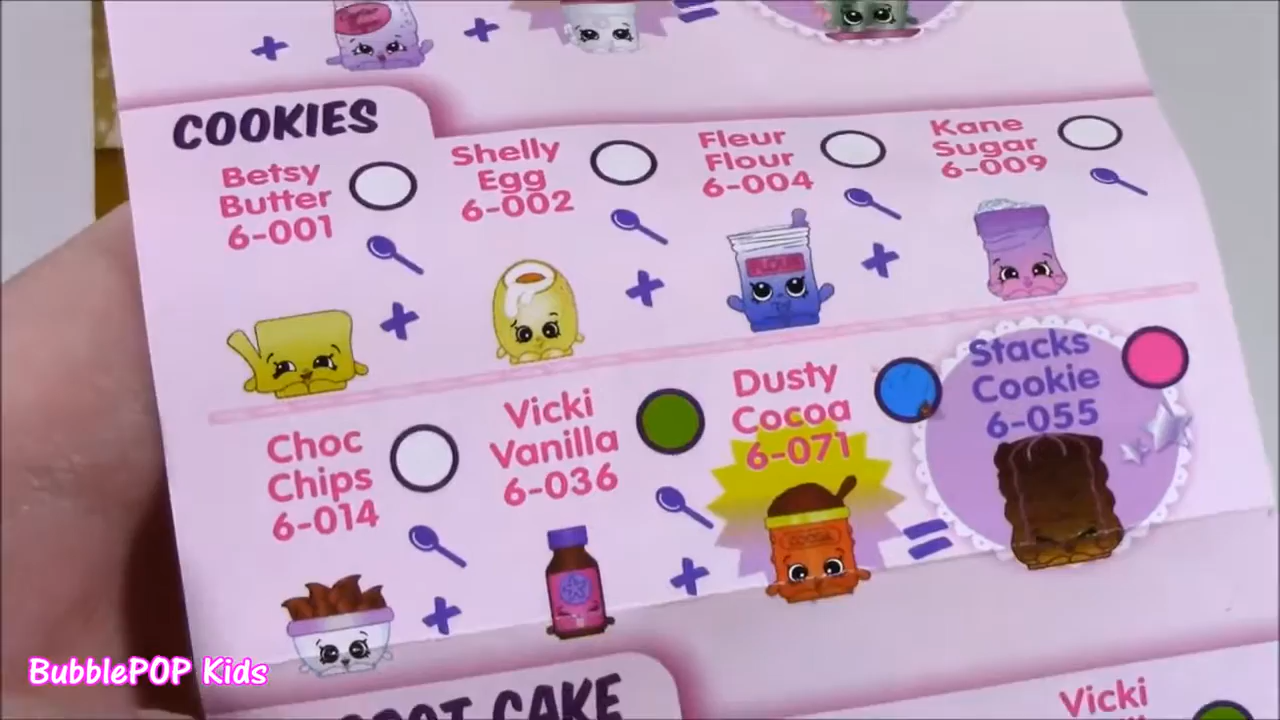 COOKIES
Betsy
Butter
6-001
Shelly
Egg
6-002
Fleur
Flour
6-004
Kane
Sugar
6-009
FLOUR
Choc
Chips
6-014
Vicki
Vanilla
6-036
Dusty
Cocoa
6-071
COCOA
Stacks
Cookie
6-055
CAKE
Vicki
BubblePOP Kids